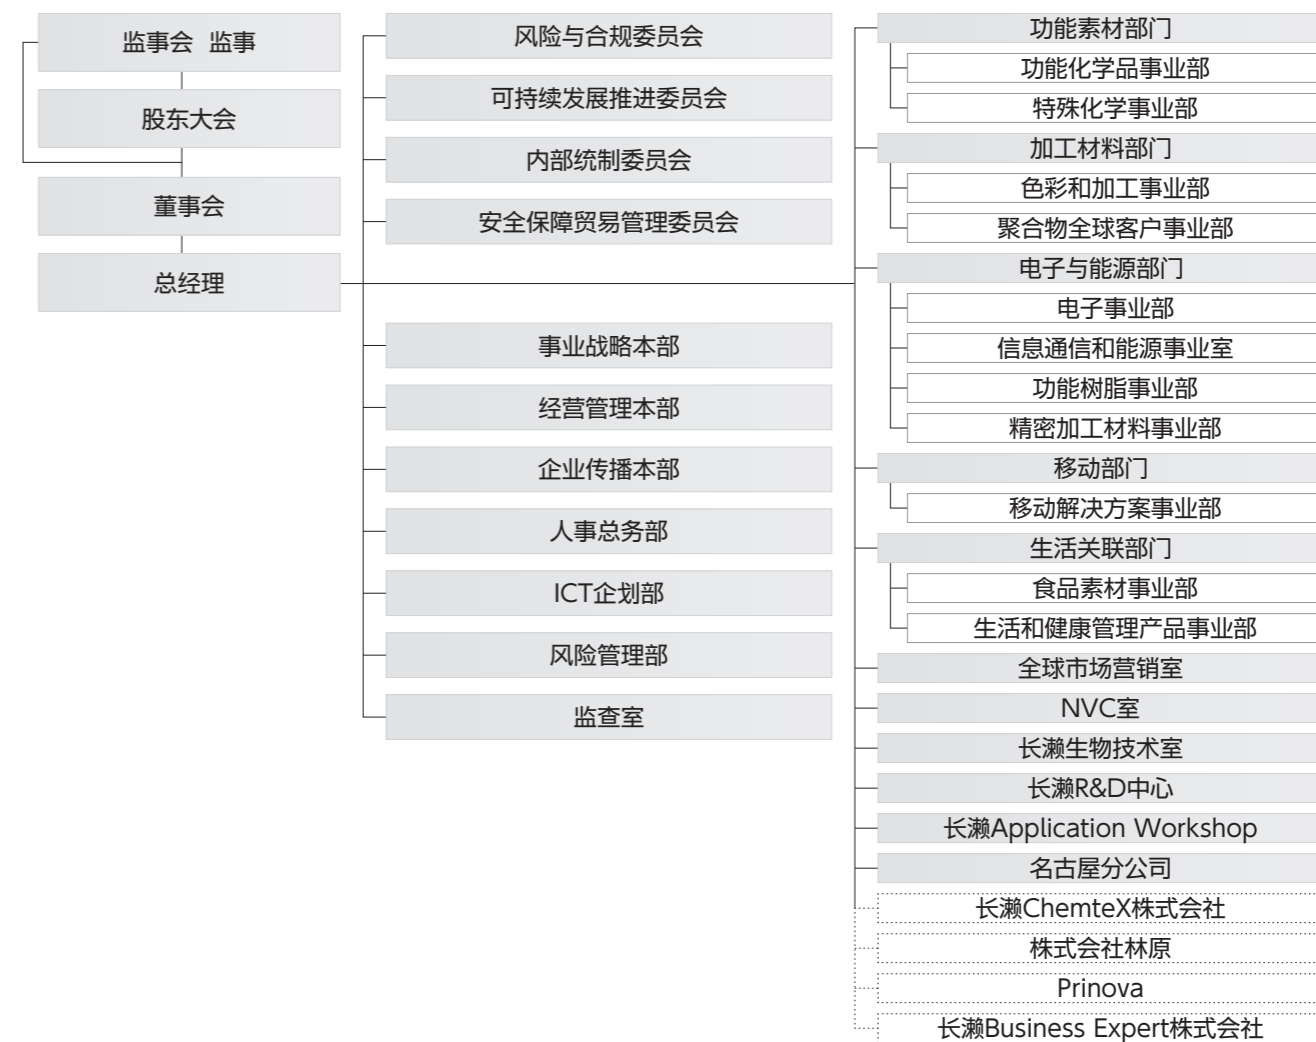 监事会 监事
股东大会
董事会
总经理
风险与合规委员会
可持续发展推进委员会
内部统制委员会
安全保障贸易管理委员会
事业战略本部
经营管理本部
企业传播本部
人事总务部
ICT企划部
风险管理部
监查室
功能素材部门
功能化学品事业部
特殊化学事业部
加工材料部门
色彩和加工事业部
聚合物全球客户事业部
电子与能源部门
电子事业部
信息通信和能源事业室
功能树脂事业部
精密加工材料事业部
移动部门
移动解决方案事业部
生活关联部门
食品素材事业部
生活和健康管理产品事业部
全球市场营销室
NVC室
长濑生物技术室
长濑R&D中心
长濑Application Workshop
名古屋分公司
长濑ChemteX株式会社
株式会社林原
Prinova
长濑Business Expert株式会社